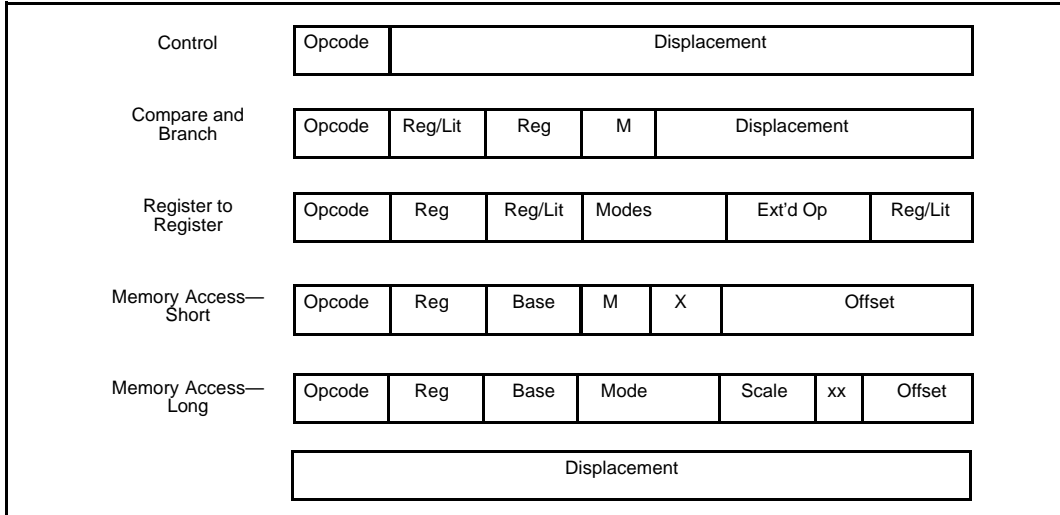 Control
Opcode Displacement
Compare and
Branch
Opcode Reg/Lit Reg M Displacement
Register to
Register
Opcode Reg Reg/Lit Modes Ext'd Op Reg/Lit
Memory Access—
Short
Opcode Reg Base M X Offset
Memory Access—
Long
Opcode Reg Base Mode Scale xx Offset
Displacement